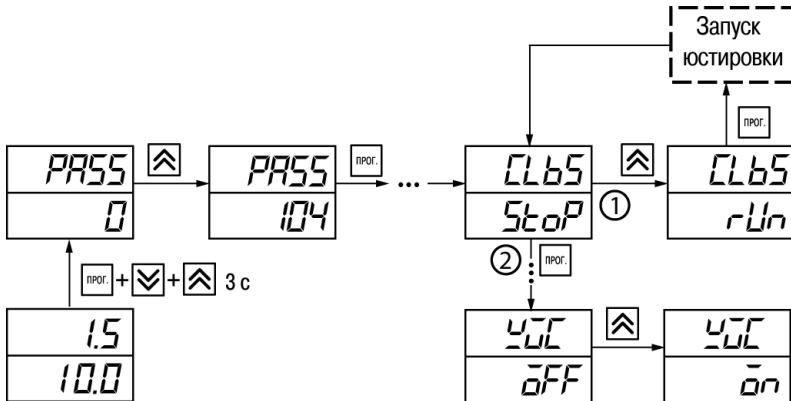 Запуск
юстировки
ПРОГ.
PASS
0
PASS
104
ПРОГ.
...
CLbS
StoP
1
CLbS
rUn
2
ПРОГ.
ПРОГ. + + 3 с
1.5
10.0
oFF
on